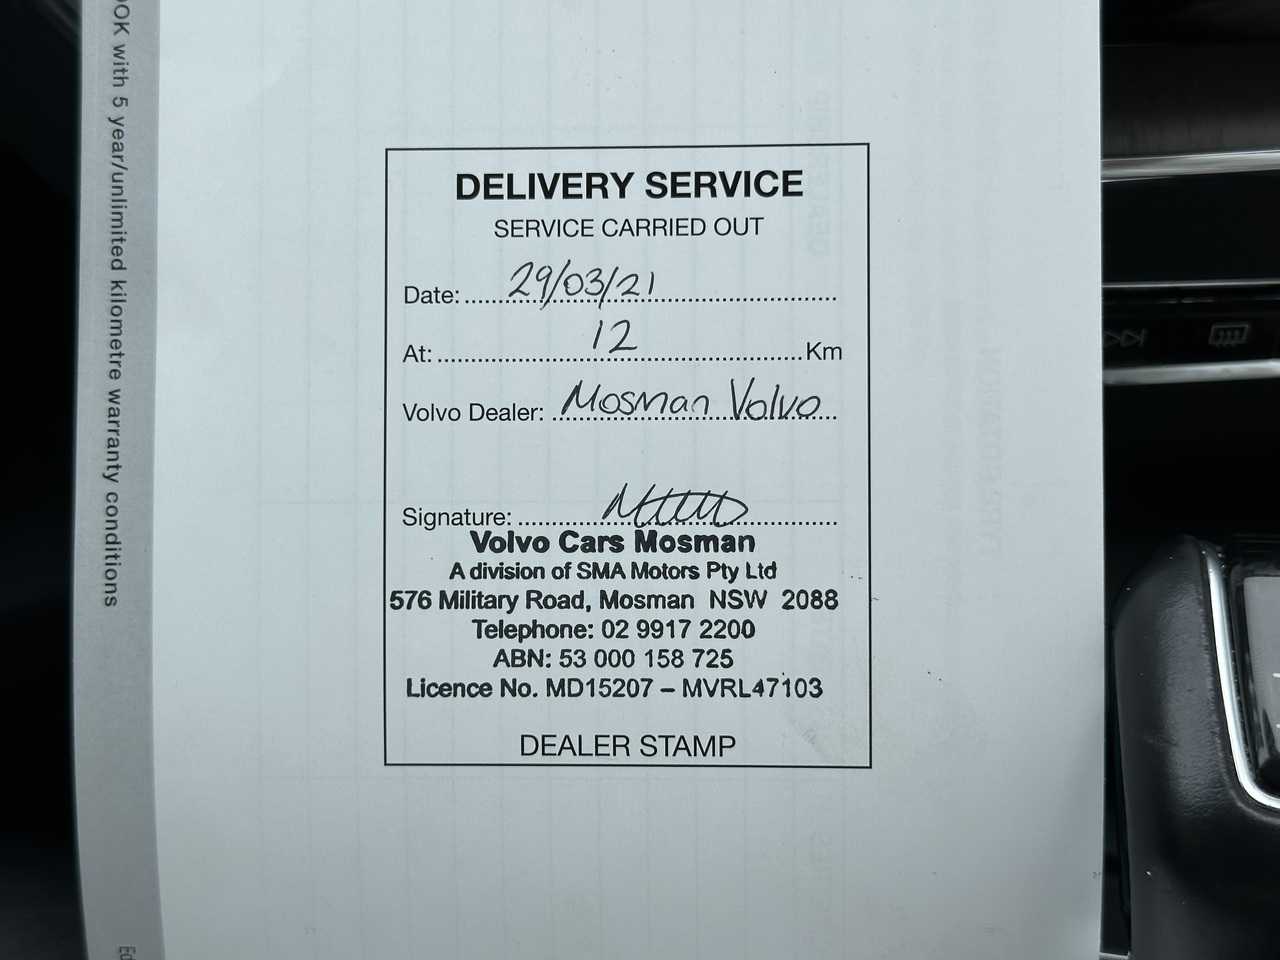 OOK with 5 year/unlimited kilometre warranty conditions
DELIVERY SERVICE
SERVICE CARRIED OUT
Date: 29/03/21
At: 12 Km
Volvo Dealer: Mosman Volvo
Signature:
Volvo Cars Mosman
A division of SMA Motors Pty Ltd
576 Military Road, Mosman NSW 2088
Telephone: 02 9917 2200
ABN: 53 000 158 725
Licence No. MD15207 – MVRL47103
DEALER STAMP